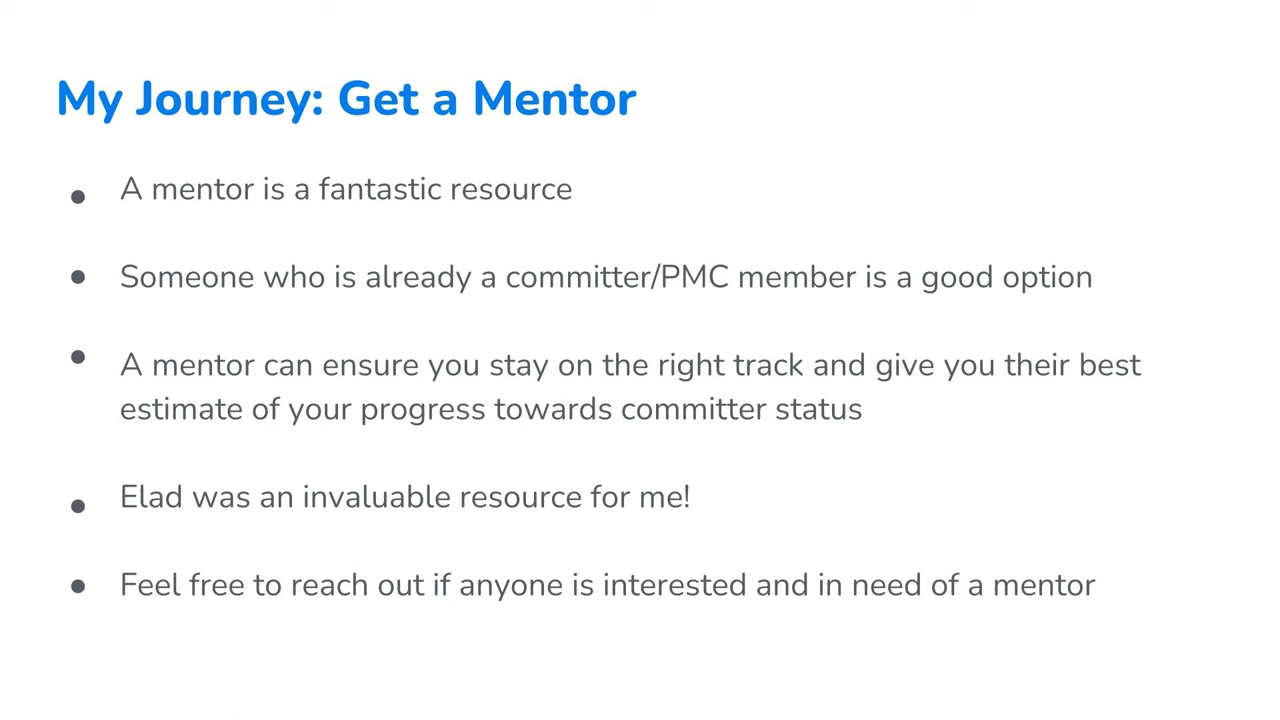 My Journey: Get a Mentor
● A mentor is a fantastic resource
● Someone who is already a committer/PMC member is a good option
● A mentor can ensure you stay on the right track and give you their best
estimate of your progress towards committer status
● Elad was an invaluable resource for me!
● Feel free to reach out if anyone is interested and in need of a mentor